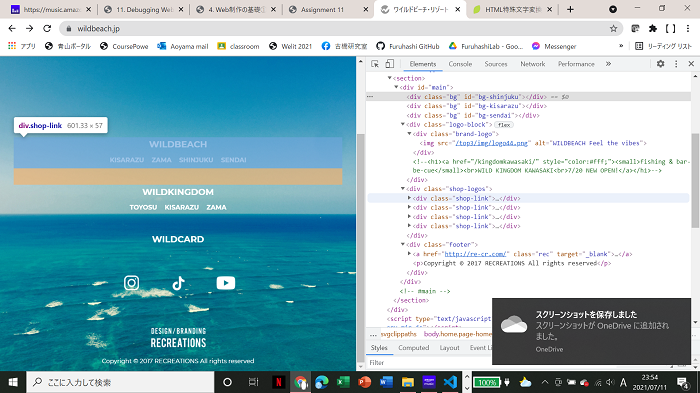 https://music.amazo
11. Debugging Web
4. Web制作の基礎①
Assignment 11
ワイルドビーチ・リゾート
HTML特殊文字変換
wildbeach.jp
アプリ
青山ポータル
CoursePowe
Aoyama mail
classroom
Welit 2021
古橋研究室
Furuhashi GitHub
FuruhashiLab - Goo...
Messenger
リーディング リスト
div.shop-link 601.33 × 57
WILDBEACH
KISARAZU ZAMA SHINJUKU SENDAI
WILDKINGDOM
TOYOSU KISARAZU ZAMA
WILDCARD
DESIGN/BRANDING
RECREATIONS
Copyright © 2017 RECREATIONS All rights reserved
Elements Console Sources Network Performance »
<section>
<div id="main">
<div class="bg" id="bg-shinjuku"></div> == $0
<div class="bg" id="bg-kisarazu"></div>
<div class="bg" id="bg-sendai"></div>
<div class="logo-block"> flex
<div class="brand-logo">
<img src="/top3/img/logo44.png" alt="WILDBEACH Feel the vibes">
</div>
<!--<h1><a href="/kingdomkawasaki/" style="color:#fff;"><small>fishing & bar-
be-cue</small><br>WILD KINGDOM KAWASAKI<br>7/20 NEW OPEN!</a></h1>-->
</div>
<div class="shop-logos">
<div class="shop-link">…</div>
<div class="shop-link">…</div>
<div class="shop-link">…</div>
<div class="shop-link">…</div>
</div>
<div class="footer">
<a href="http://re-cr.com/" class="rec" target="_blank">…</a>
<p>Copyright © 2017 RECREATIONS All rights reserved</p>
</div>
</div>
<!-- #main -->
</section>
<script type="text/javascript
... svgclippaths body.home.page-home
Styles Computed Layout Event Li
Filter
スクリーンショットを保存しました
スクリーンショットが OneDrive に追加され
ました。
OneDrive
ここに入力して検索
100%
A
23:54
2021/07/11